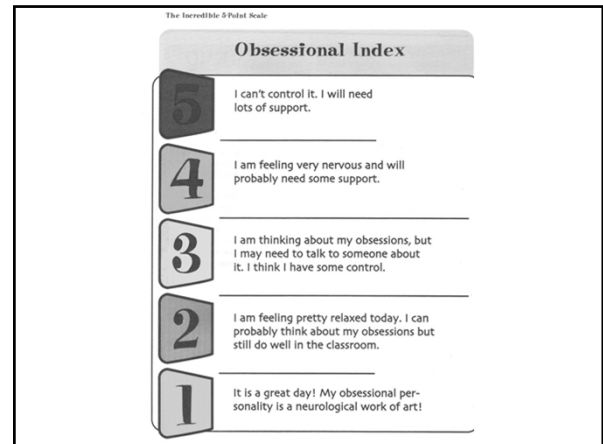 The Incredible 5-Point Scale
Obsessional Index
5
I can't control it. I will need
lots of support.
4
I am feeling very nervous and will
probably need some support.
3
I am thinking about my obsessions, but
I may need to talk to someone about
it. I think I have some control.
2
I am feeling pretty relaxed today. I can
probably think about my obsessions but
still do well in the classroom.
1
It is a great day! My obsessional per-
sonality is a neurological work of art!